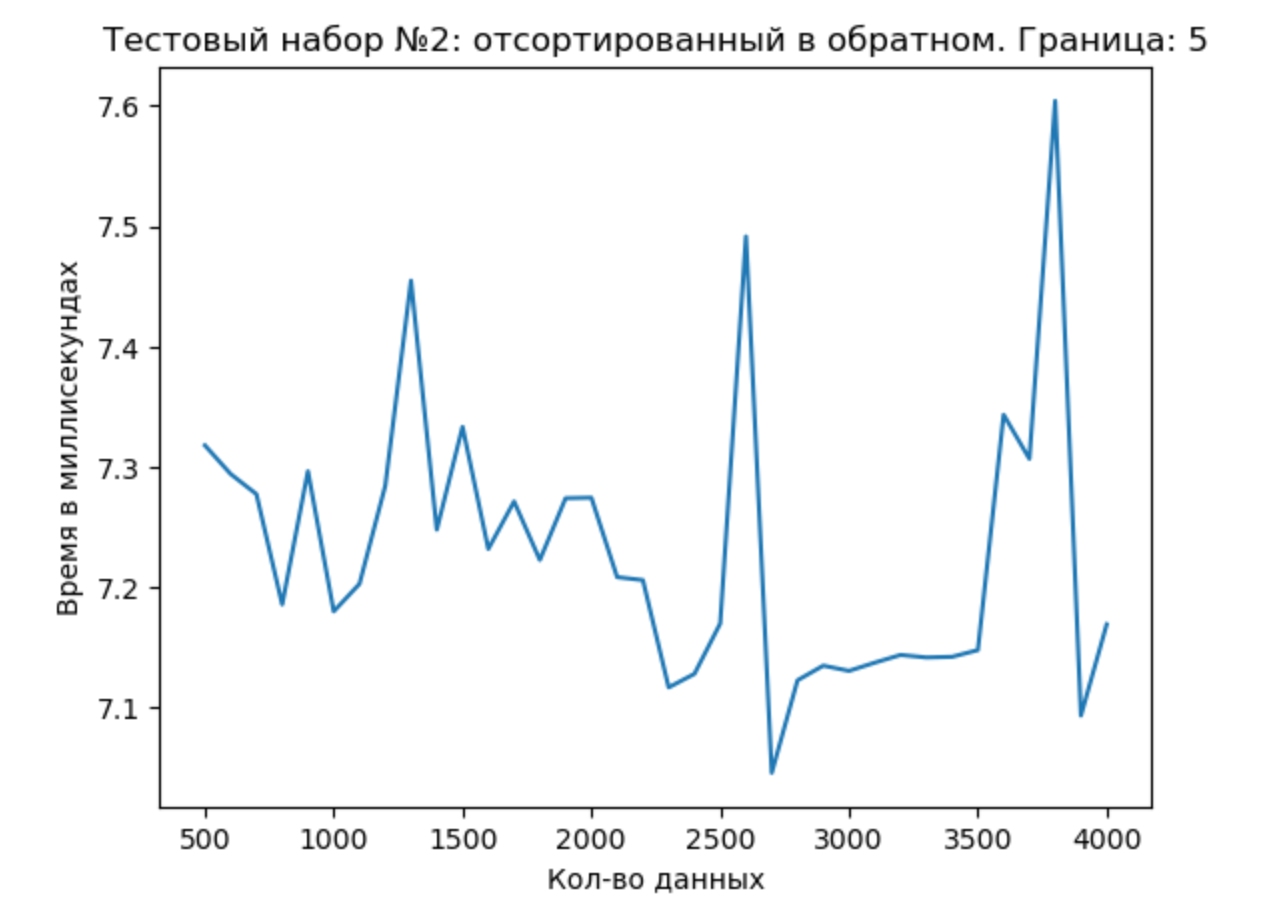 Тестовый набор №2: отсортированный в обратном. Граница: 5
7.6
7.5
7.4
7.3
7.2
7.1
Время в миллисекундах
500 1000 1500 2000 2500 3000 3500 4000
Кол-во данных